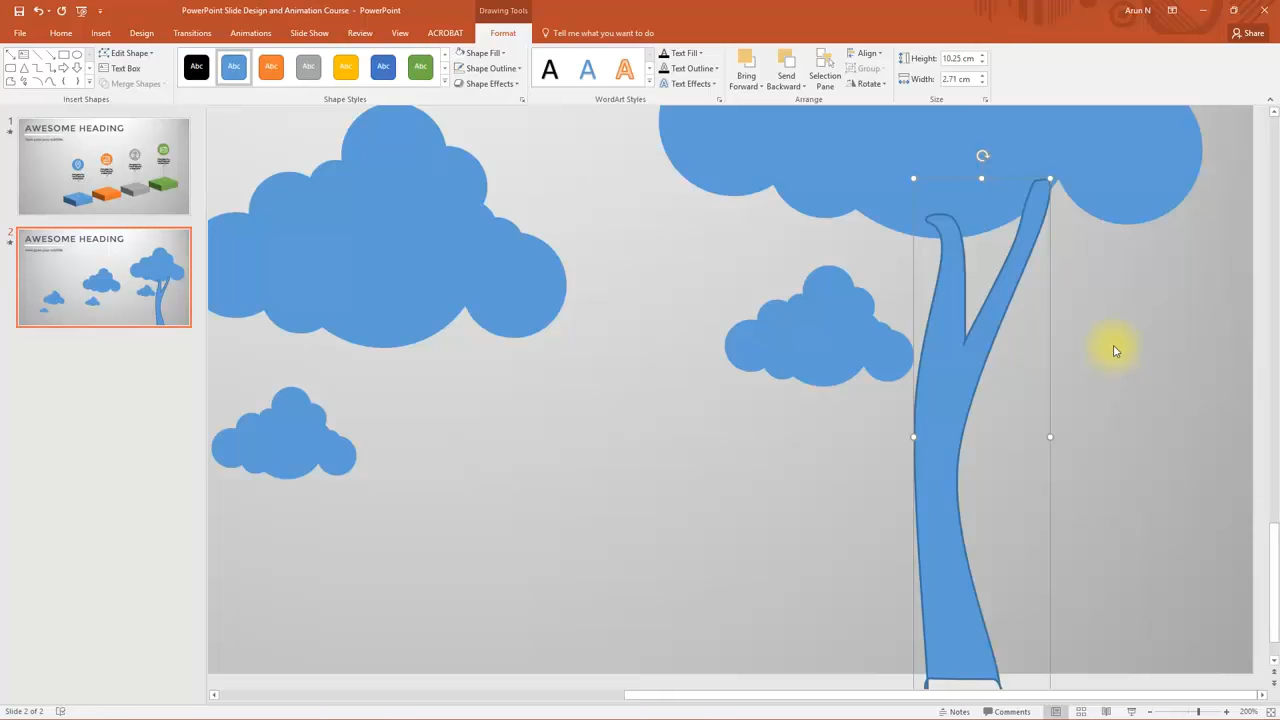 PowerPoint Slide Design and Animation Course. - PowerPoint
Drawing Tools
Arun N
File Home Insert Design Transitions Animations Slide Show Review View ACROBAT Format Tell me what you want to do Share
Edit Shape
Text Box
Merge Shapes
Insert Shapes
Abc Abc Abc Abc Abc Abc Abc
Shape Styles
Shape Fill
Shape Outline
Shape Effects
A A A
WordArt Styles
Text Fill
Text Outline
Text Effects
Bring Forward
Send Backward
Selection Pane
Align
Group
Rotate
Arrange
Height: 10.25 cm
Width: 2.71 cm
Size
1
AWESOME HEADING
2
AWESOME HEADING
Slide 2 of 2
Notes
Comments
200%